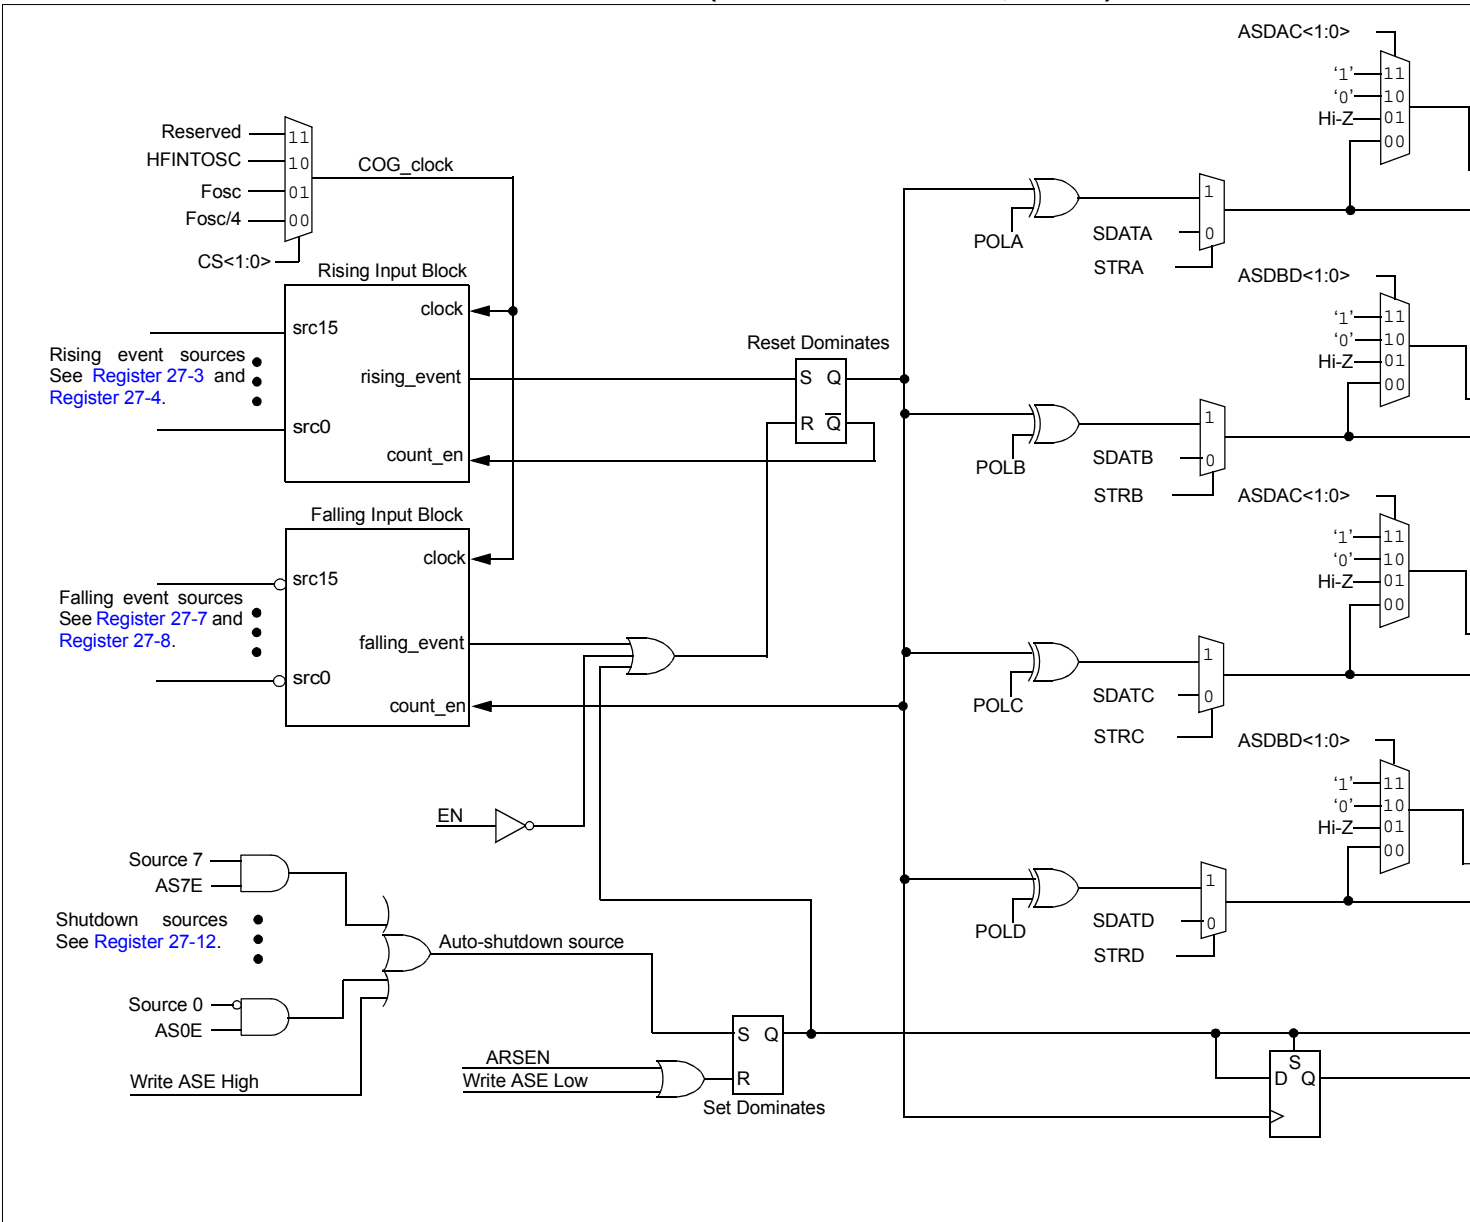 ASDAC<1:0>
‘1’ 11
‘0’ 10
Hi-Z 01
00
Reserved 11
HFINTOSC 10
Fosc 01
Fosc/4 00
CS<1:0>
COG_clock
Rising Input Block
clock
src15
Rising event sources
See Register 27-3 and
Register 27-4.
rising_event
src0
count_en
Reset Dominates
S Q
R Q
Falling Input Block
clock
src15
Falling event sources
See Register 27-7 and
Register 27-8.
falling_event
src0
count_en
EN
Source 7
AS7E
Shutdown sources
See Register 27-12.
Source 0
AS0E
Write ASE High
Auto-shutdown source
ARSEN
Write ASE Low
S Q
R
Set Dominates
POLA
1
SDATA 0
STRA
ASDBD<1:0>
‘1’ 11
‘0’ 10
Hi-Z 01
00
POLB
1
SDATB 0
STRB
ASDAC<1:0>
‘1’ 11
‘0’ 10
Hi-Z 01
00
POLC
1
SDATC 0
STRC
ASDBD<1:0>
‘1’ 11
‘0’ 10
Hi-Z 01
00
POLD
1
SDATD 0
STRD
S
D Q